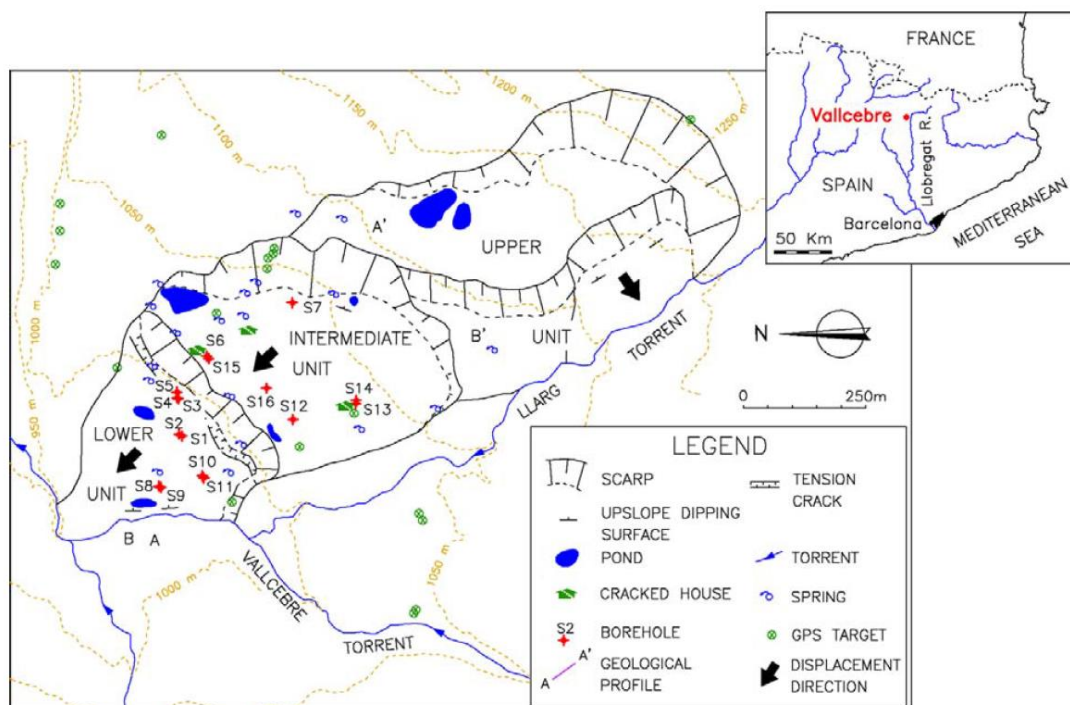 FRANCE
Vallcebre
Llobregat R.
SPAIN
Barcelona
MEDITERRANEAN
SEA
50 Km
1200 m
1150 m
1100 m
1250 m
1050 m
1000 m
950 m
A'
UPPER
UNIT
B'
S7
INTERMEDIATE
UNIT
S6
S15
S16
S12
S14
S13
S5
S4
S3
S2
S1
S10
S11
S8
S9
LOWER
UNIT
B A
TORRENT
LLARG
N
0 250m
VALLCEBRE
TORRENT
1000 m
1050 m
LEGEND
SCARP
UPSLOPE DIPPING
SURFACE
POND
CRACKED HOUSE
S2
BOREHOLE
A A'
GEOLOGICAL
PROFILE
TENSION
CRACK
TORRENT
SPRING
GPS TARGET
DISPLACEMENT
DIRECTION